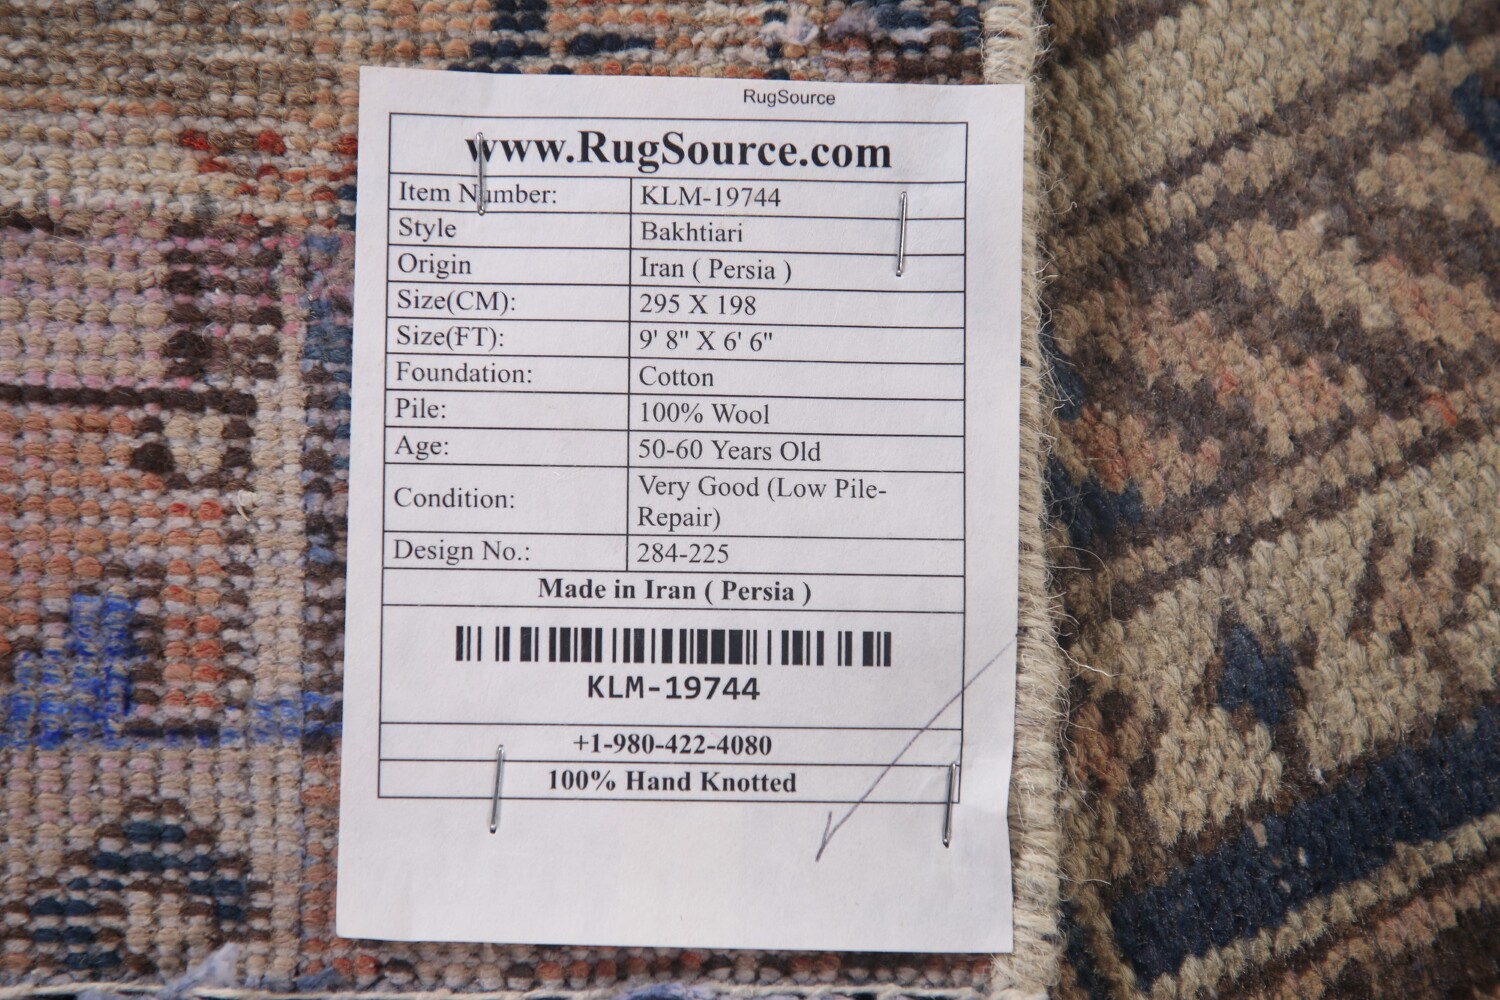 RugSource
www.RugSource.com
Item Number: KLM-19744
Style Bakhtiari
Origin Iran ( Persia )
Size(CM): 295 X 198
Size(FT): 9' 8" X 6' 6"
Foundation: Cotton
Pile: 100% Wool
Age: 50-60 Years Old
Condition: Very Good (Low Pile-
Repair)
Design No.: 284-225
Made in Iran ( Persia )
KLM-19744
+1-980-422-4080
100% Hand Knotted